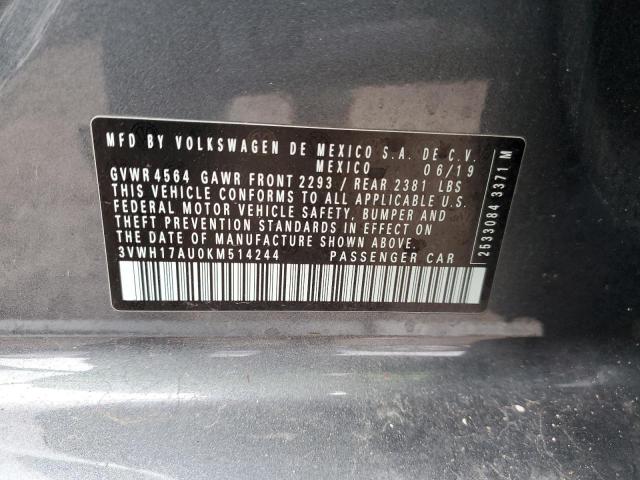 MFD BY VOLKSWAGEN DE MEXICO S.A. DE C.V.
MEXICO 06/19
GVWR 4564 GAWR FRONT 2293 / REAR 2381 LBS
THIS VEHICLE CONFORMS TO ALL APPLICABLE U.S.
FEDERAL MOTOR VEHICLE SAFETY, BUMPER AND
THEFT PREVENTION STANDARDS IN EFFECT ON
THE DATE OF MANUFACTURE SHOWN ABOVE.
3VWH17AU0KM514244 PASSENGER CAR
2533084 3371 M